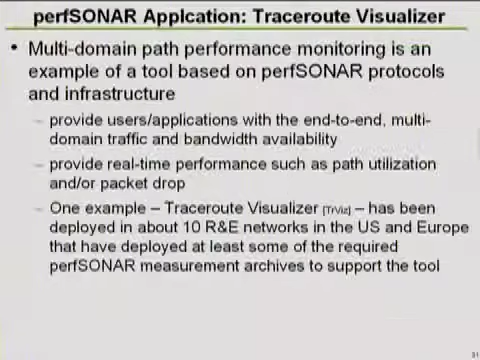 perfSONAR Applcation: Traceroute Visualizer
• Multi-domain path performance monitoring is an
example of a tool based on perfSONAR protocols
and infrastructure
– provide users/applications with the end-to-end, multi-
domain traffic and bandwidth availability
– provide real-time performance such as path utilization
and/or packet drop
– One example – Traceroute Visualizer [TrViz] – has been
deployed in about 10 R&E networks in the US and Europe
that have deployed at least some of the required
perfSONAR measurement archives to support the tool
31